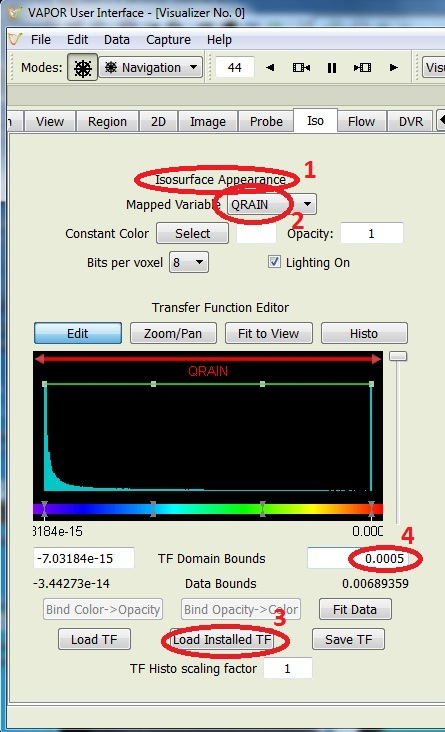 VAPOR User Interface - [Visualizer No. 0]
File Edit Data Capture Help
Modes: Navigation 44 Visu
n View Region 2D Image Probe Iso Flow DVR
Isosurface Appearance 1
Mapped Variable QRAIN
2
Constant Color Select Opacity: 1
Bits per voxel 8 Lighting On
Transfer Function Editor
Edit Zoom/Pan Fit to View Histo
QRAIN
3184e-15 0.000
4
-7.03184e-15 TF Domain Bounds 0.0005
-3.44273e-14 Data Bounds 0.00689359
Bind Color->Opacity Bind Opacity->Color Fit Data
3
Load TF Load Installed TF Save TF
TF Histo scaling factor 1